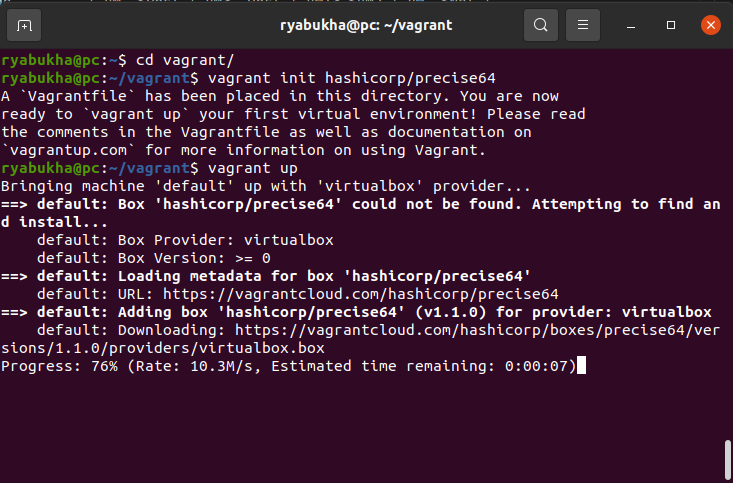 ryabukha@pc: ~/vagrant
ryabukha@pc:~$ cd vagrant/
ryabukha@pc:~/vagrant$ vagrant init hashicorp/precise64
A `Vagrantfile` has been placed in this directory. You are now
ready to `vagrant up` your first virtual environment! Please read
the comments in the Vagrantfile as well as documentation on
`vagrantup.com` for more information on using Vagrant.
ryabukha@pc:~/vagrant$ vagrant up
Bringing machine 'default' up with 'virtualbox' provider...
==> default: Box 'hashicorp/precise64' could not be found. Attempting to find an
d install...
    default: Box Provider: virtualbox
    default: Box Version: >= 0
==> default: Loading metadata for box 'hashicorp/precise64'
    default: URL: https://vagrantcloud.com/hashicorp/precise64
==> default: Adding box 'hashicorp/precise64' (v1.1.0) for provider: virtualbox
    default: Downloading: https://vagrantcloud.com/hashicorp/boxes/precise64/ver
sions/1.1.0/providers/virtualbox.box
Progress: 76% (Rate: 10.3M/s, Estimated time remaining: 0:00:07)